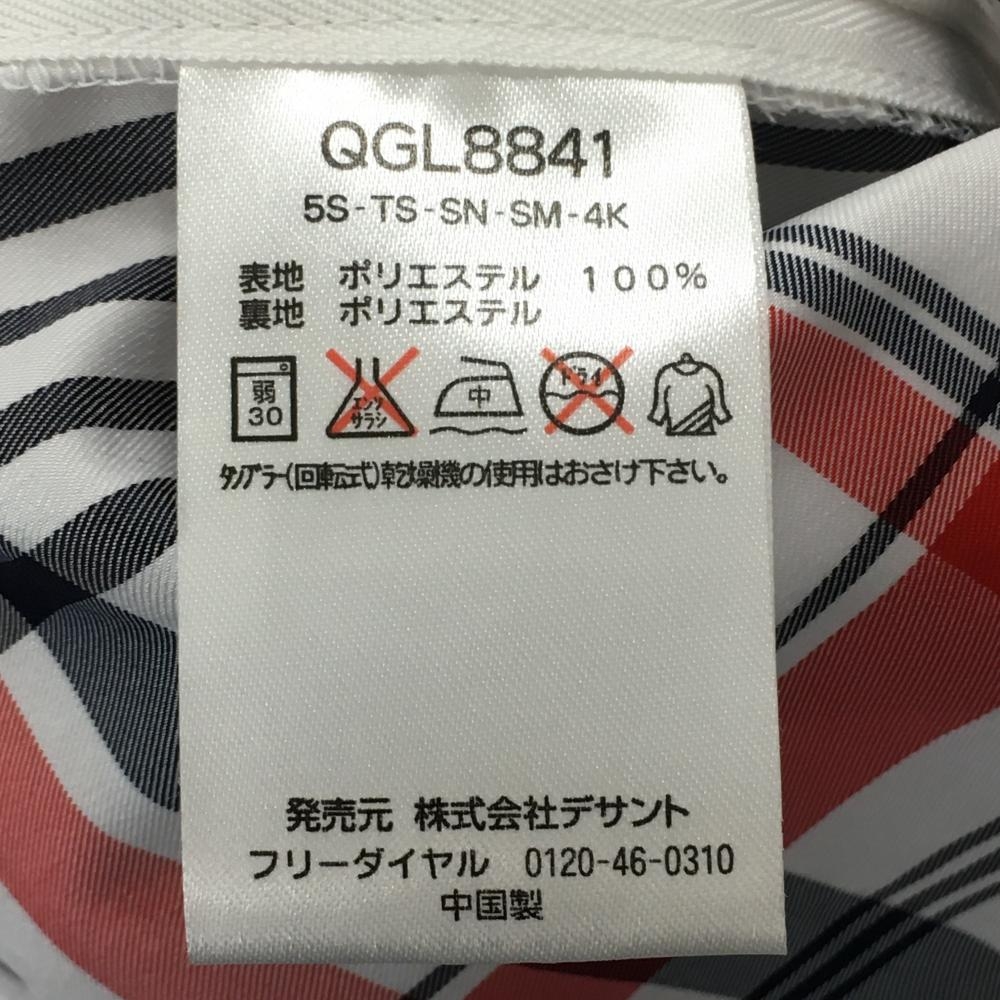 QGL8841
5S-TS-SN-SM-4K
表地 ポリエステル 100%
裏地 ポリエステル
弱 30
エンソ サラシ
中
ドライ
タンブラー(回転式)乾燥機の使用はおさけ下さい。
発売元 株式会社デサント
フリーダイヤル 0120-46-0310
中国製